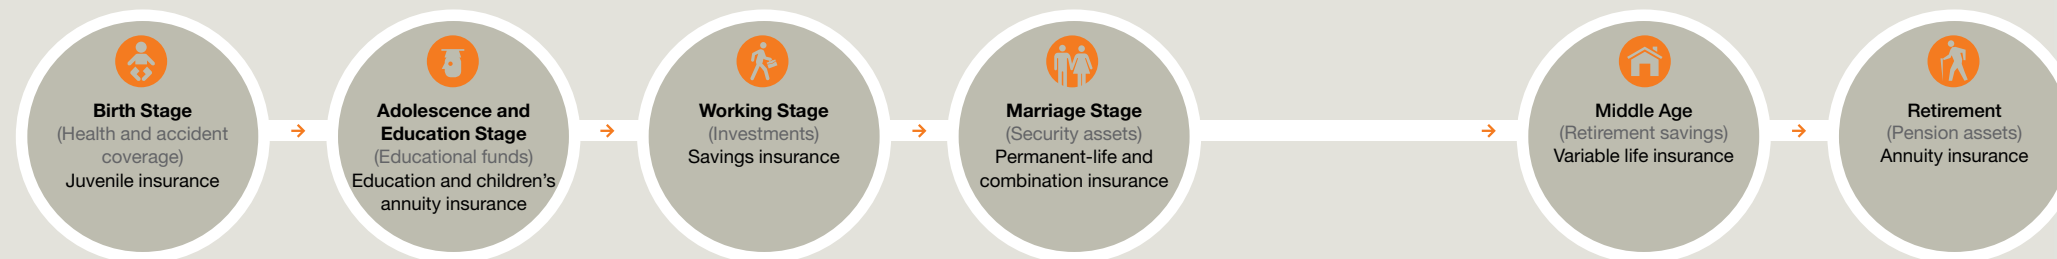 Birth Stage
(Health and accident
coverage)
Juvenile insurance
Adolescence and
Education Stage
(Educational funds)
Education and children’s
annuity insurance
Working Stage
(Investments)
Savings insurance
Marriage Stage
(Security assets)
Permanent-life and
combination insurance
Middle Age
(Retirement savings)
Variable life insurance
Retirement
(Pension assets)
Annuity insurance